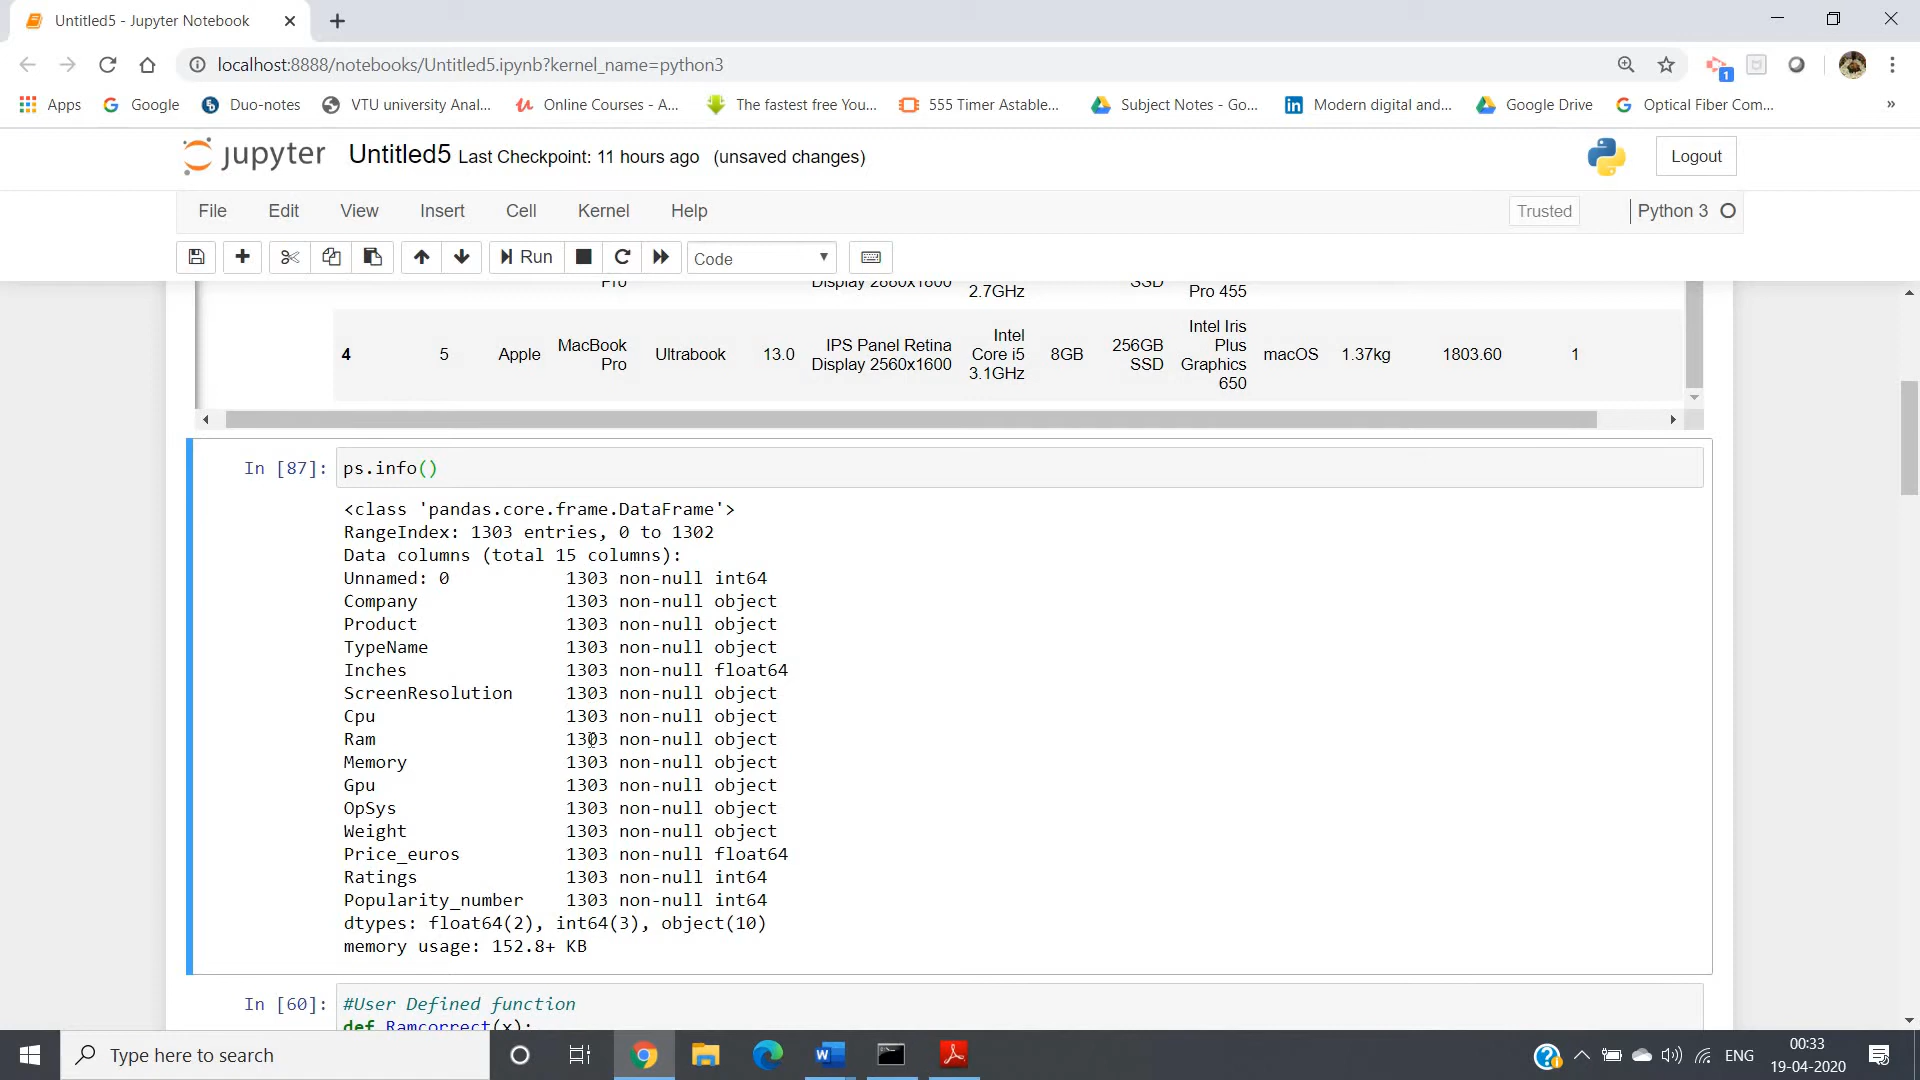 Untitled5 - Jupyter Notebook
localhost:8888/notebooks/Untitled5.ipynb?kernel_name=python3
1
Apps Google Duo-notes VTU university Anal... Online Courses - A... The fastest free You... 555 Timer Astable... Subject Notes - Go... Modern digital and... Google Drive Optical Fiber Com... »
jupyter Untitled5 Last Checkpoint: 11 hours ago (unsaved changes) Logout
File Edit View Insert Cell Kernel Help Trusted Python 3
Run Code
Pro Display 2880x1800 2.7GHz SSD Pro 455
4 5 Apple MacBook Pro Ultrabook 13.0 IPS Panel Retina Display 2560x1600 Intel Core i5 3.1GHz 8GB 256GB SSD Intel Iris Plus Graphics 650 macOS 1.37kg 1803.60 1
In [87]: ps.info()
<class 'pandas.core.frame.DataFrame'>
RangeIndex: 1303 entries, 0 to 1302
Data columns (total 15 columns):
Unnamed: 0 1303 non-null int64
Company 1303 non-null object
Product 1303 non-null object
TypeName 1303 non-null object
Inches 1303 non-null float64
ScreenResolution 1303 non-null object
Cpu 1303 non-null object
Ram 1303 non-null object
Memory 1303 non-null object
Gpu 1303 non-null object
OpSys 1303 non-null object
Weight 1303 non-null object
Price_euros 1303 non-null float64
Ratings 1303 non-null int64
Popularity_number 1303 non-null int64
dtypes: float64(2), int64(3), object(10)
memory usage: 152.8+ KB
In [60]: #User Defined function
def Ramcorrect(x):
Type here to search
ENG
00:33
19-04-2020